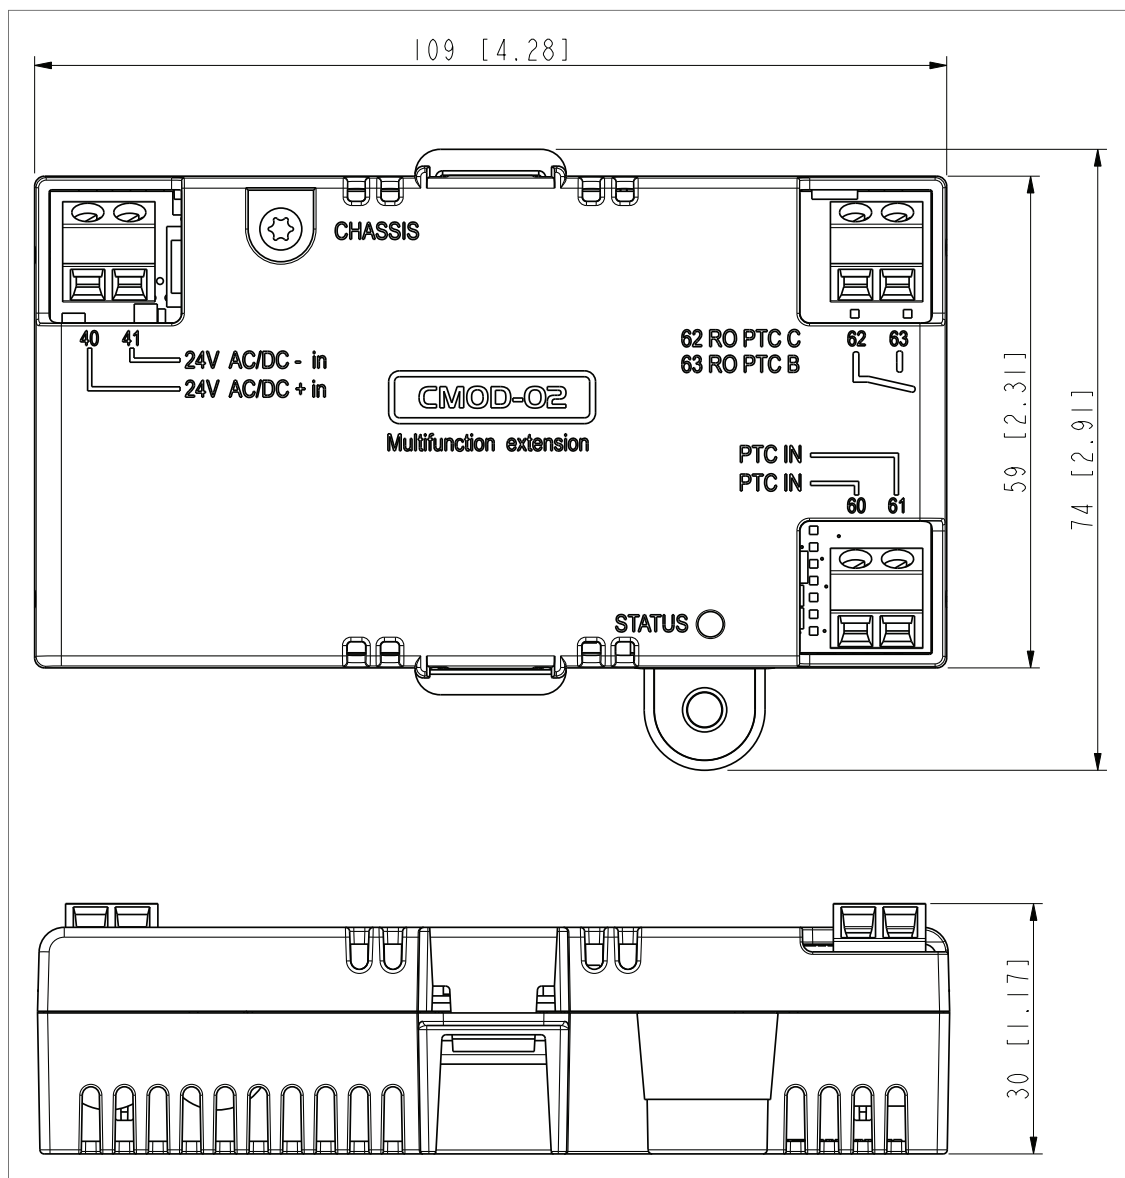 109 [4.28]
CHASSIS
40 41
24V AC/DC - in
24V AC/DC + in
62 RO PTC C
63 RO PTC B
62 63
CMOD-02
Multifunction extension
PTC IN
PTC IN
60 61
STATUS
59 [2.31]
74 [2.91]
30 [1.17]